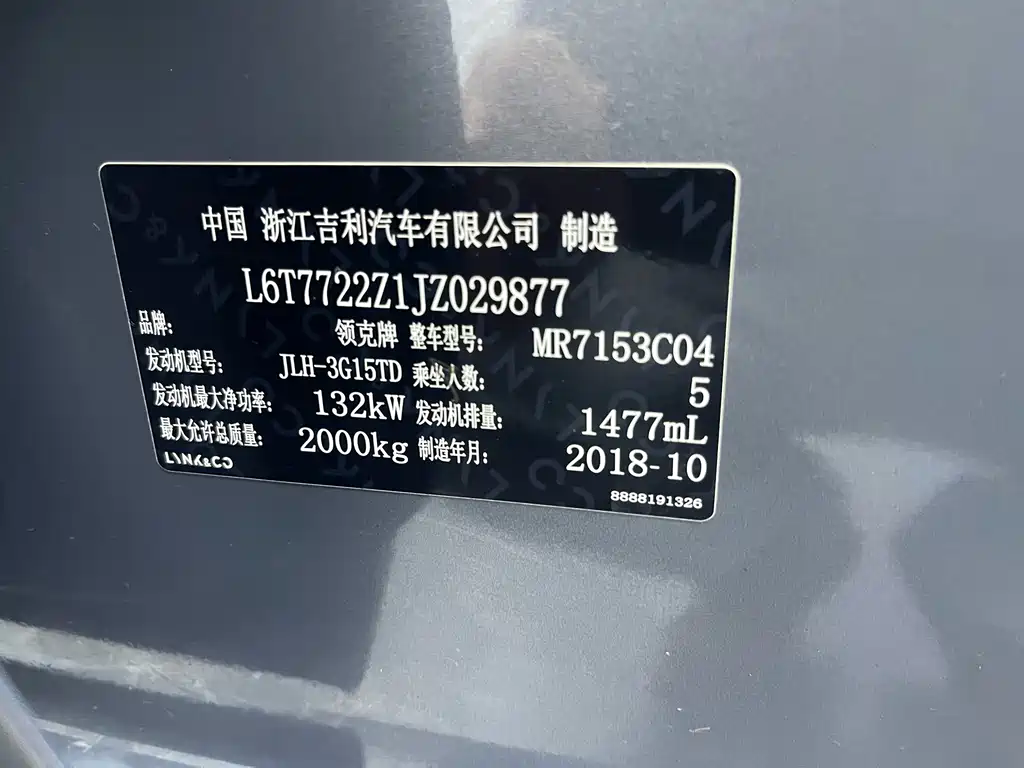 中国 浙江吉利汽车有限公司 制造
L6T7722Z1JZ029877
品牌: 领克牌 整车型号: MR7153C04
发动机型号: JLH-3G15TD 乘坐人数: 5
发动机最大净功率: 132kW 发动机排量: 1477mL
最大允许总质量: 2000kg 制造年月: 2018-10
LYNK&CO
8888191326